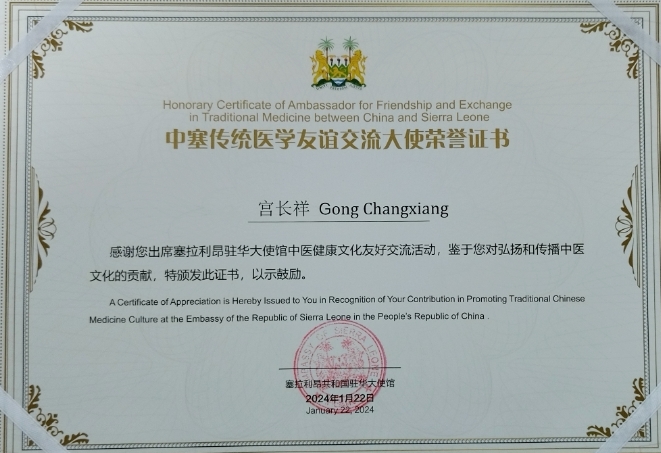 Honorary Certificate of Ambassador for Friendship and Exchange
in Traditional Medicine between China and Sierra Leone
中塞传统医学友谊交流大使荣誉证书
宫长祥 Gong Changxiang
感谢您出席塞拉利昂驻华大使馆中医健康文化友好交流活动，鉴于您对弘扬和传播中医
文化的贡献，特颁发此证书，以示鼓励。
A Certificate of Appreciation is Hereby Issued to You in Recognition of Your Contribution in Promoting Traditional Chinese
Medicine Culture at the Embassy of the Republic of Sierra Leone in the People's Republic of China .
EMBASSY OF SIERRA LEONE
塞拉利昂共和国驻华大使馆
2024年1月22日
January 22, 2024